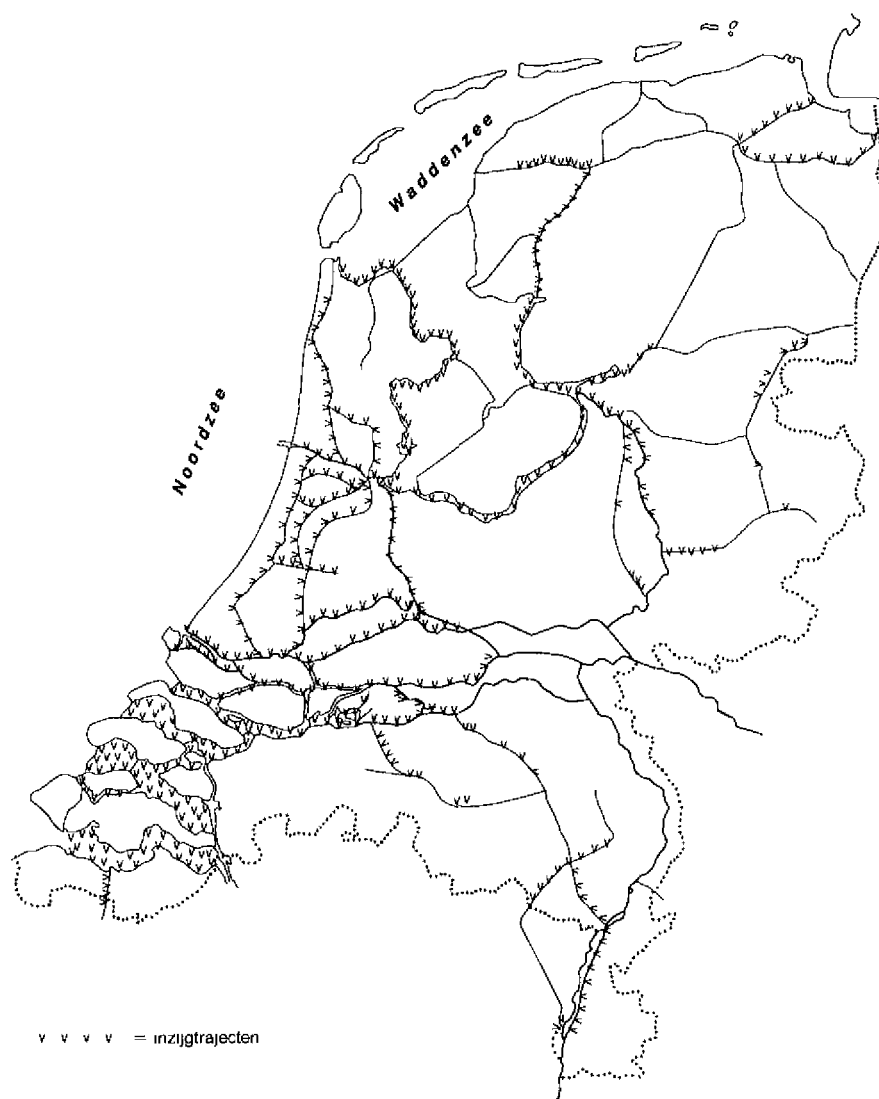 Waddenzee
Noordzee
v v v v = inzijgtrajecten